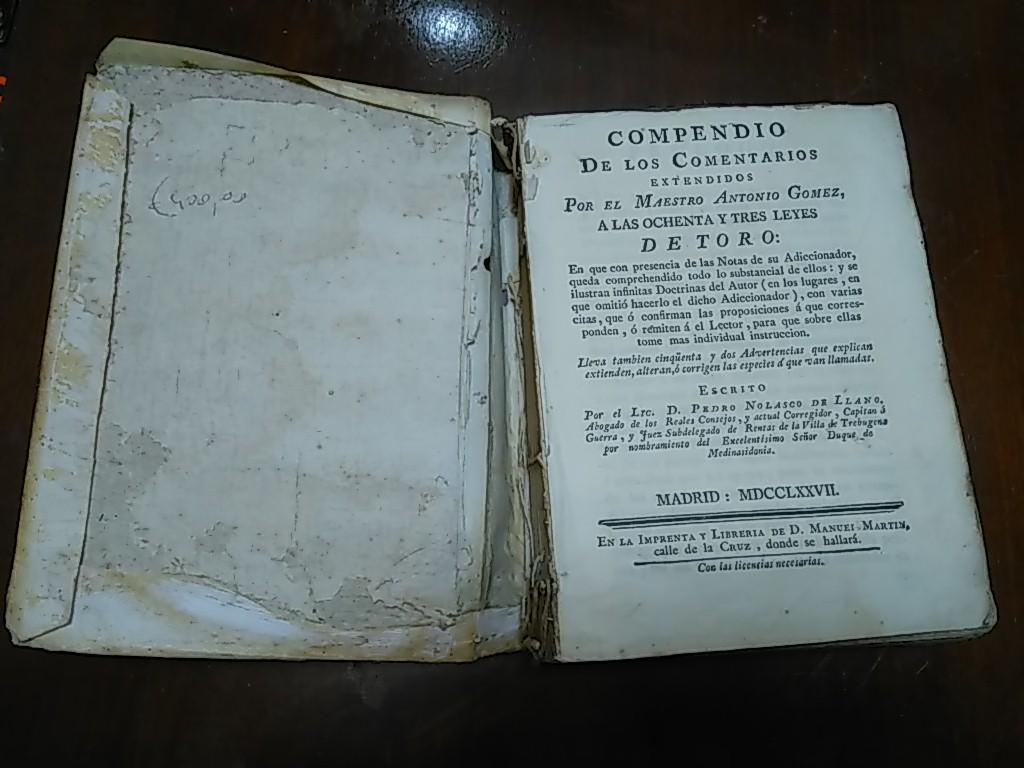 COMPENDIO
DE LOS COMENTARIOS
EXTENDIDOS
POR EL MAESTRO ANTONIO GOMEZ,
A LAS OCHENTA Y TRES LEYES
DE TORO:
En que con presencia de las Notas de su Adiccionador,
queda comprehendido todo lo substancial de ellos: y se
ilustran infinitas Doctrinas del Autor (en los lugares, en
que omitió hacerlo el dicho Adiccionador), con varias
citas, que ó confirman las proposiciones á que corres-
ponden, ó remiten á el Lector, para que sobre ellas
tome mas individual instruccion.
Lleva tambien cinqüenta y dos Advertencias que explican
extienden, alteran, ó corrigen las especies á que van llamadas.
ESCRITO
Por el LIC. D. PEDRO NOLASCO DE LLANO,
Abogado de los Reales Consejos, y actual Corregidor, Capitan á
Guerra, y Juez Subdelegado de Rentas de la Villa de Trebugena
por nombramiento del Excelentísimo Señor Duque de
Medinasidonia.
MADRID: MDCCLXXVII.
EN LA IMPRENTA Y LIBRERIA DE D. MANUEL MARTIN,
calle de la CRUZ, donde se hallará.
Con las licencias necesarias.